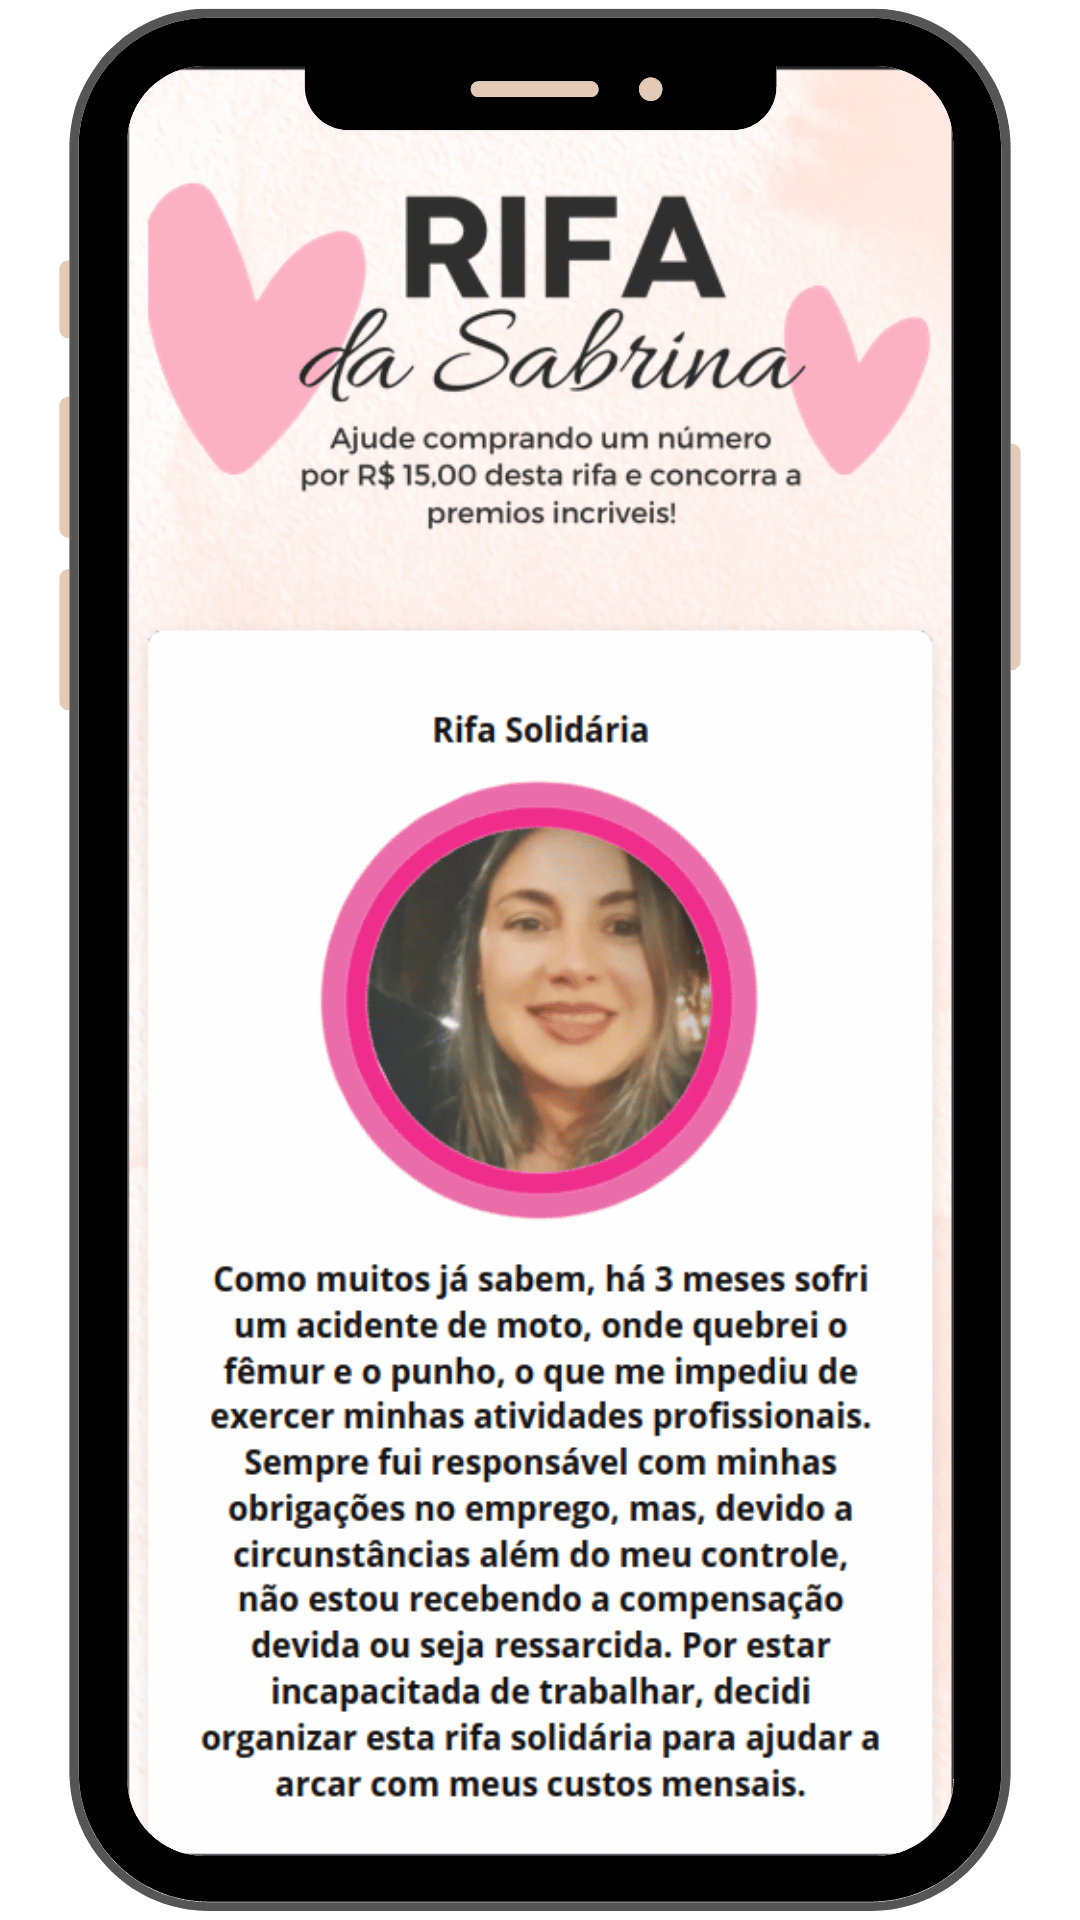 RIFA
da Sabrina
Ajude comprando um número
por R$ 15,00 desta rifa e concorra a
premios incriveis!
Rifa Solidária
Como muitos já sabem, há 3 meses sofri
um acidente de moto, onde quebrei o
fêmur e o punho, o que me impediu de
exercer minhas atividades profissionais.
Sempre fui responsável com minhas
obrigações no emprego, mas, devido a
circunstâncias além do meu controle,
não estou recebendo a compensação
devida ou seja ressarcida. Por estar
incapacitada de trabalhar, decidi
organizar esta rifa solidária para ajudar a
arcar com meus custos mensais.